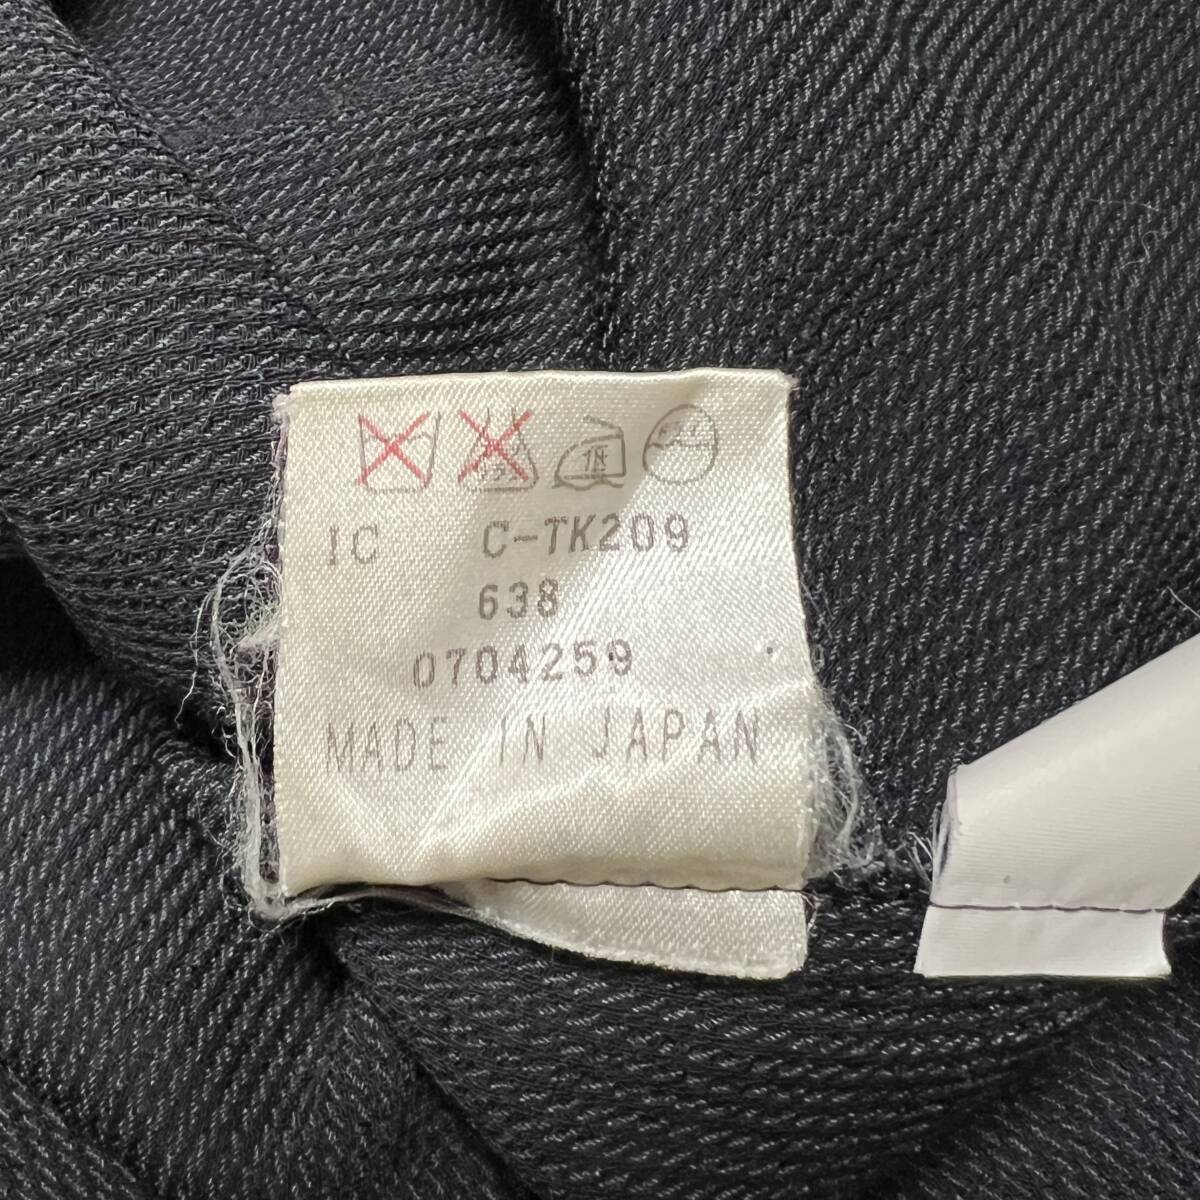 IC C-TK209
638
0704259
MADE IN JAPAN